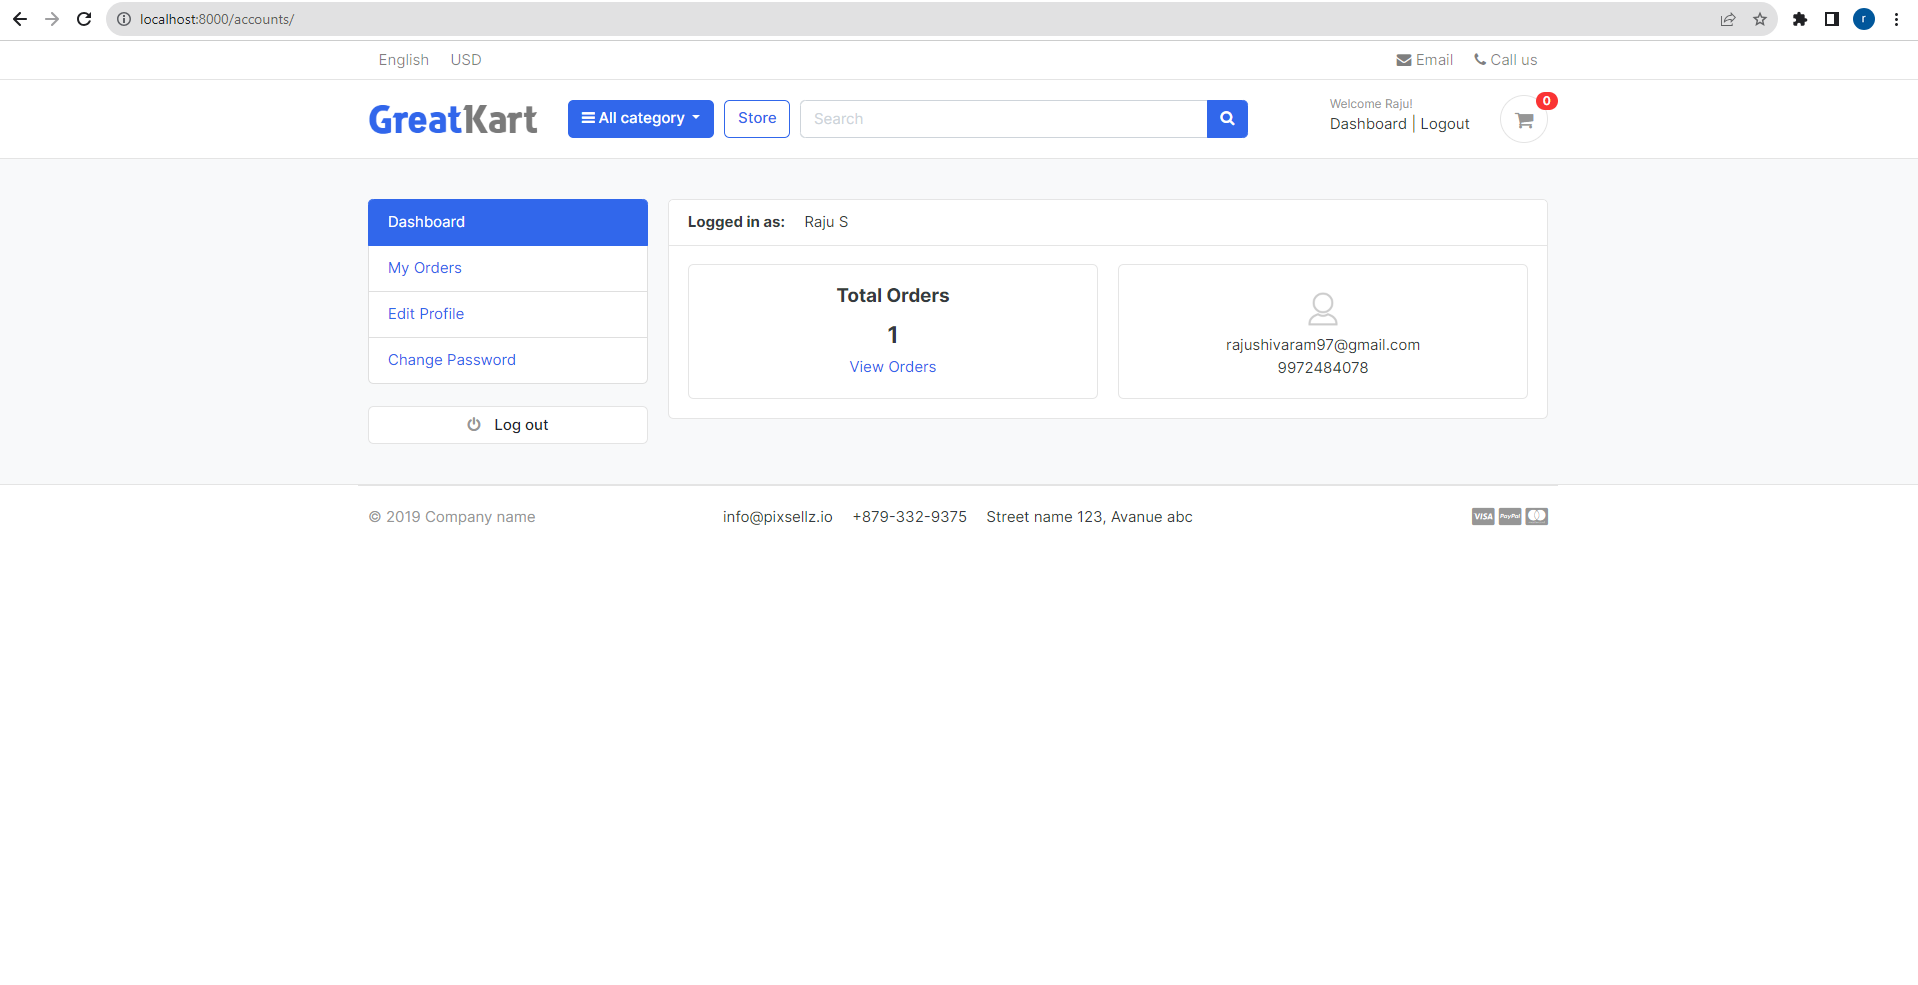 localhost:8000/accounts/
r
English USD Email Call us
GreatKart All category Store Search Welcome Raju! 0
Dashboard | Logout
Dashboard
My Orders
Edit Profile
Change Password
Log out
Logged in as: Raju S
Total Orders
1
View Orders
rajushivaram97@gmail.com
9972484078
© 2019 Company name info@pixsellz.io +879-332-9375 Street name 123, Avanue abc VISA PayPal